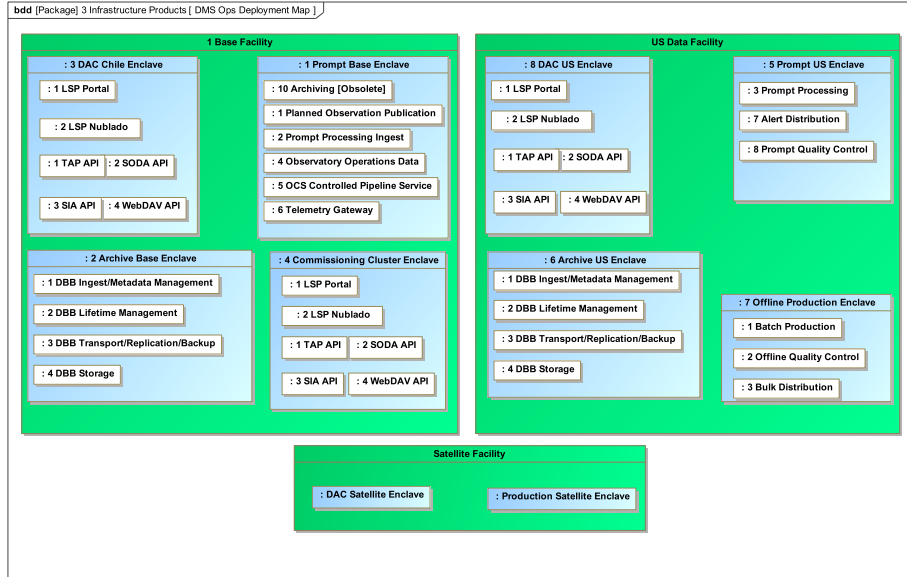 bdd [Package] 3 Infrastructure Products [ DMS Ops Deployment Map ]
1 Base Facility
: 3 DAC Chile Enclave
: 1 LSP Portal
: 2 LSP Nublado
: 1 TAP API : 2 SODA API
: 3 SIA API : 4 WebDAV API
: 1 Prompt Base Enclave
: 10 Archiving [Obsolete]
: 1 Planned Observation Publication
: 2 Prompt Processing Ingest
: 4 Observatory Operations Data
: 5 OCS Controlled Pipeline Service
: 6 Telemetry Gateway
: 2 Archive Base Enclave
: 1 DBB Ingest/Metadata Management
: 2 DBB Lifetime Management
: 3 DBB Transport/Replication/Backup
: 4 DBB Storage
: 4 Commissioning Cluster Enclave
: 1 LSP Portal
: 2 LSP Nublado
: 1 TAP API : 2 SODA API
: 3 SIA API : 4 WebDAV API
US Data Facility
: 8 DAC US Enclave
: 1 LSP Portal
: 2 LSP Nublado
: 1 TAP API : 2 SODA API
: 3 SIA API : 4 WebDAV API
: 5 Prompt US Enclave
: 3 Prompt Processing
: 7 Alert Distribution
: 8 Prompt Quality Control
: 6 Archive US Enclave
: 1 DBB Ingest/Metadata Management
: 2 DBB Lifetime Management
: 3 DBB Transport/Replication/Backup
: 4 DBB Storage
: 7 Offline Production Enclave
: 1 Batch Production
: 2 Offline Quality Control
: 3 Bulk Distribution
Satellite Facility
: DAC Satellite Enclave
: Production Satellite Enclave